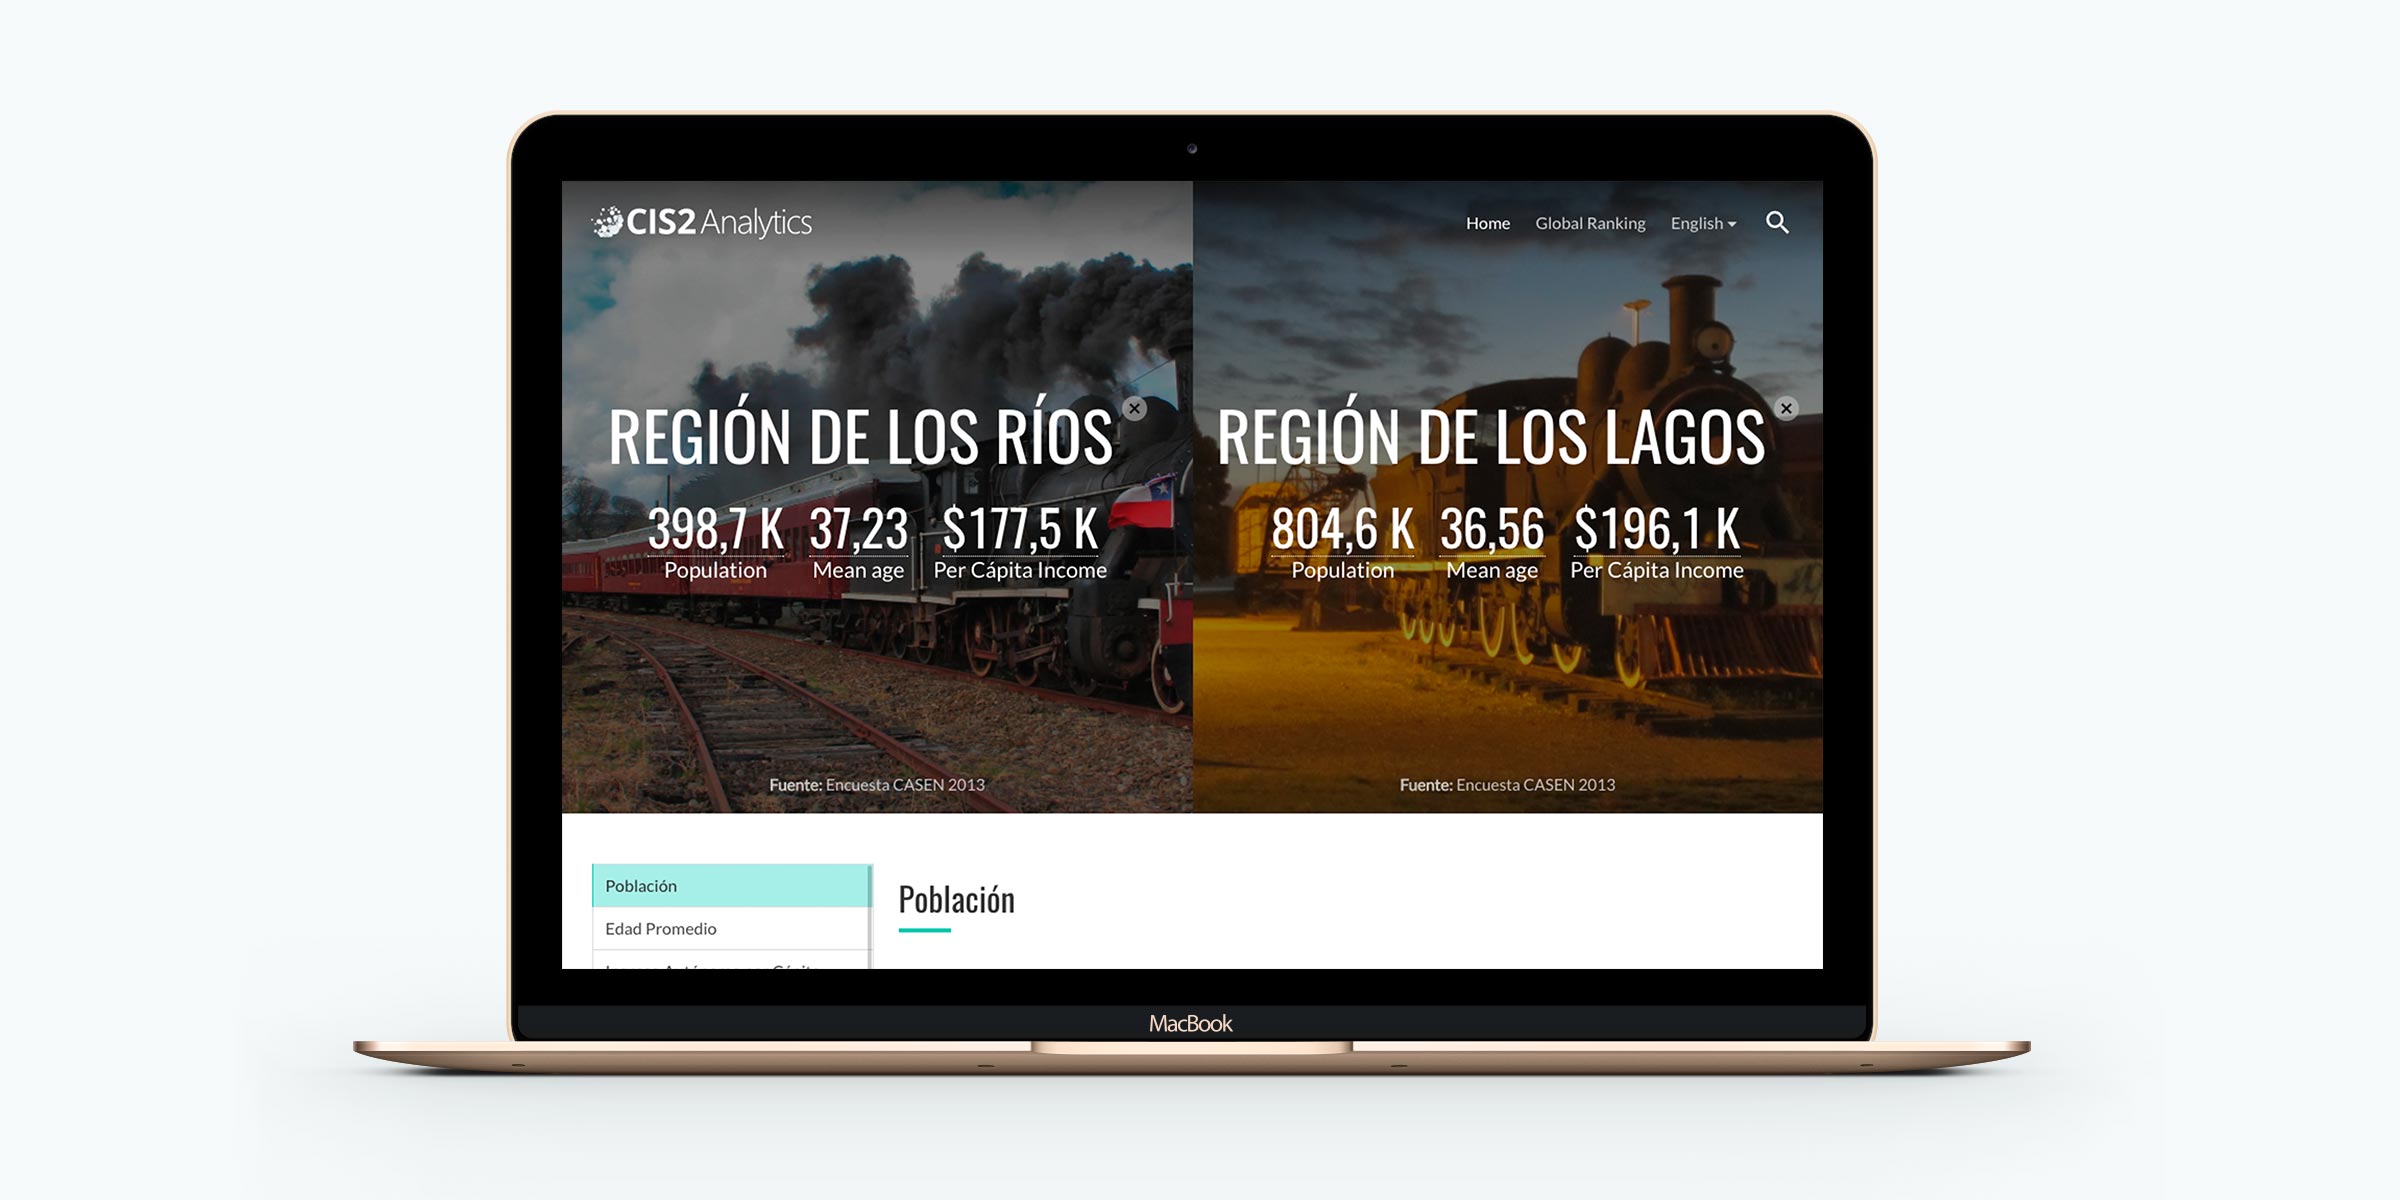 CIS2 Analytics
Home Global Ranking English
REGIÓN DE LOS RÍOS
398,7 K 37,23 $177,5 K
Population Mean age Per Cápita Income
Fuente: Encuesta CASEN 2013
REGIÓN DE LOS LAGOS
804,6 K 36,56 $196,1 K
Population Mean age Per Cápita Income
Fuente: Encuesta CASEN 2013
Población
Edad Promedio
Población
MacBook